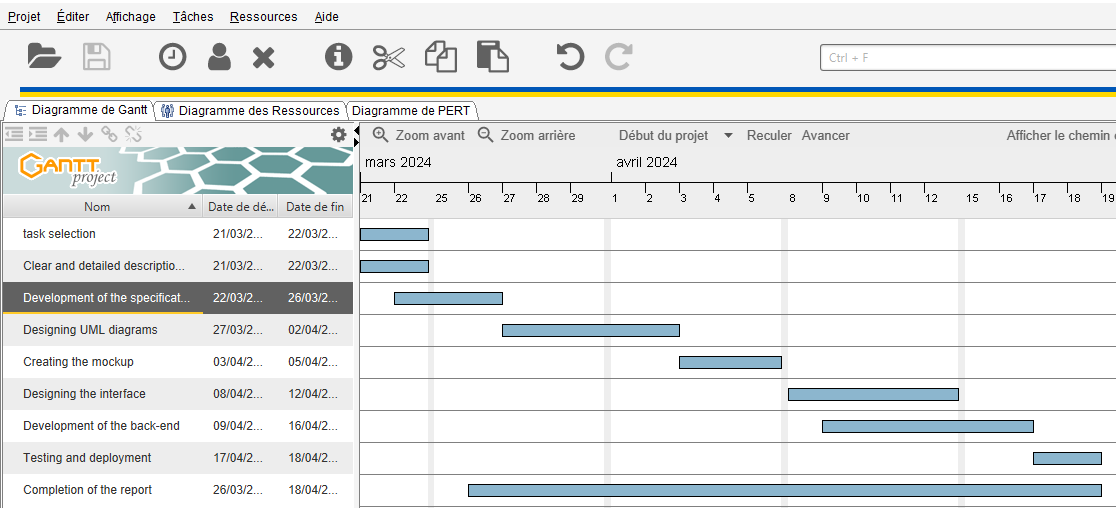 Projet Éditer Affichage Tâches Ressources Aide
Ctrl + F
Diagramme de Gantt Diagramme des Ressources Diagramme de PERT
Zoom avant Zoom arrière Début du projet Reculer Avancer Afficher le chemin
GANTT project
mars 2024 avril 2024
Nom Date de dé... Date de fin
21 22 25 26 27 28 29 1 2 3 4 5 8 9 10 11 12 15 16 17 18 19
task selection 21/03/2... 22/03/2...
Clear and detailed descriptio... 21/03/2... 22/03/2...
Development of the specificat... 22/03/2... 26/03/2...
Designing UML diagrams 27/03/2... 02/04/2...
Creating the mockup 03/04/2... 05/04/2...
Designing the interface 08/04/2... 12/04/2...
Development of the back-end 09/04/2... 16/04/2...
Testing and deployment 17/04/2... 18/04/2...
Completion of the report 26/03/2... 18/04/2...